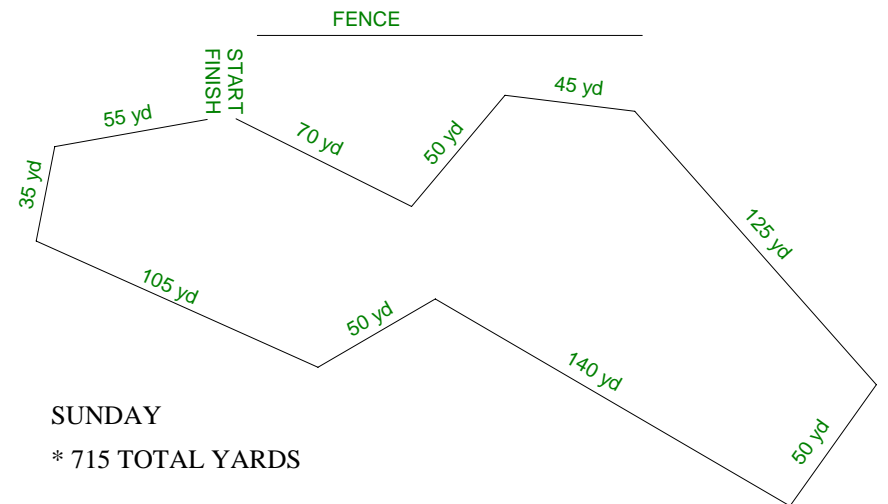 FENCE
START
FINISH
55 yd
70 yd
50 yd
45 yd
125 yd
35 yd
105 yd
50 yd
140 yd
50 yd
SUNDAY
* 715 TOTAL YARDS